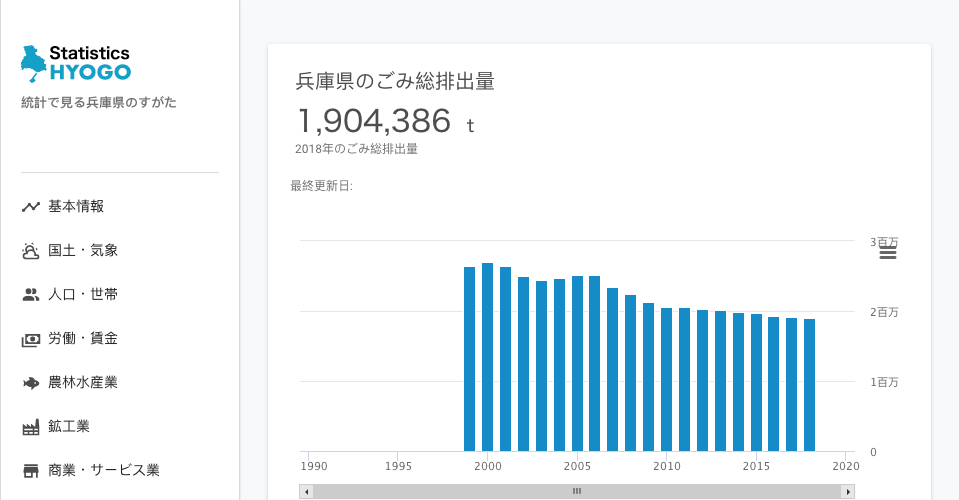 Statistics
HYOGO
統計で見る兵庫県のすがた
基本情報
国土・気象
人口・世帯
労働・賃金
農林水産業
鉱工業
商業・サービス業
兵庫県のごみ総排出量
1,904,386 t
2018年のごみ総排出量
最終更新日:
3百万
2百万
1百万
0
1990 1995 2000 2005 2010 2015 2020